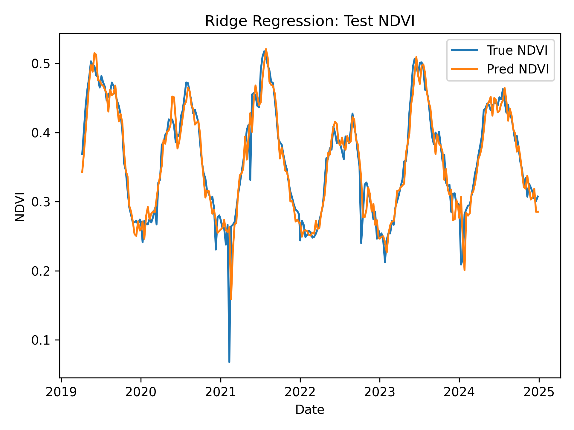 Ridge Regression: Test NDVI
True NDVI
Pred NDVI
NDVI
0.5
0.4
0.3
0.2
0.1
2019 2020 2021 2022 2023 2024 2025
Date